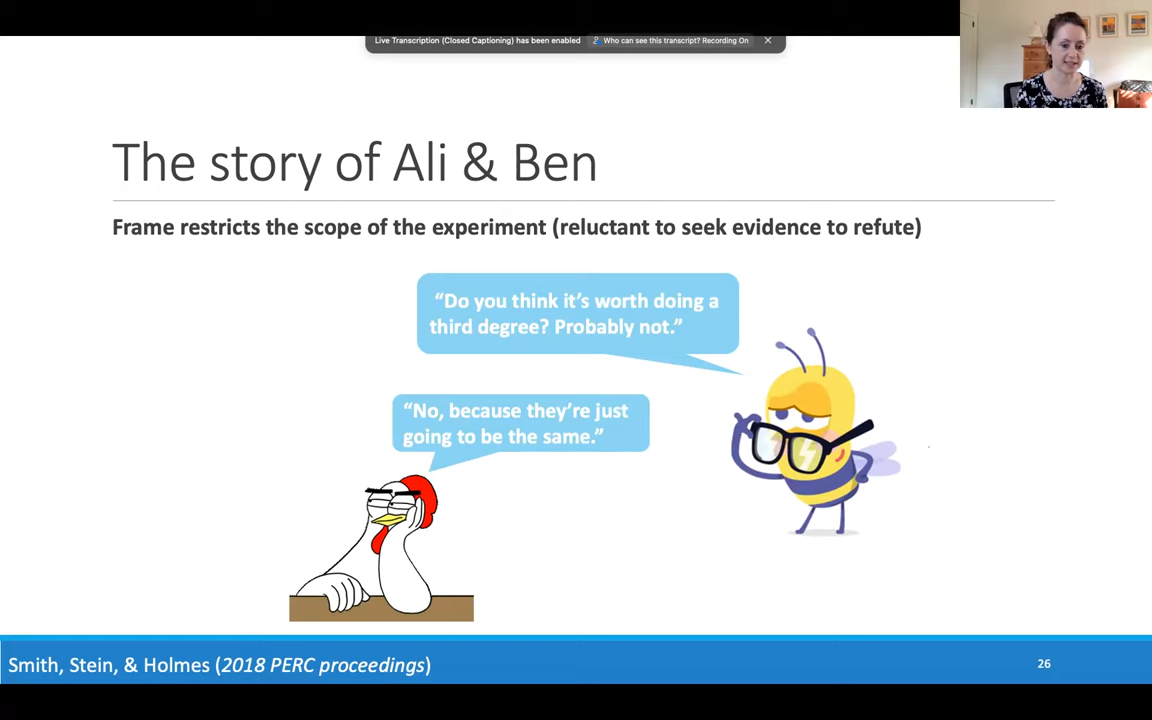 Live Transcription (Closed Captioning) has been enabled
Who can see this transcript? Recording On
The story of Ali & Ben
Frame restricts the scope of the experiment (reluctant to seek evidence to refute)
“Do you think it’s worth doing a
third degree? Probably not.”
“No, because they’re just
going to be the same.”
Smith, Stein, & Holmes (2018 PERC proceedings)
26